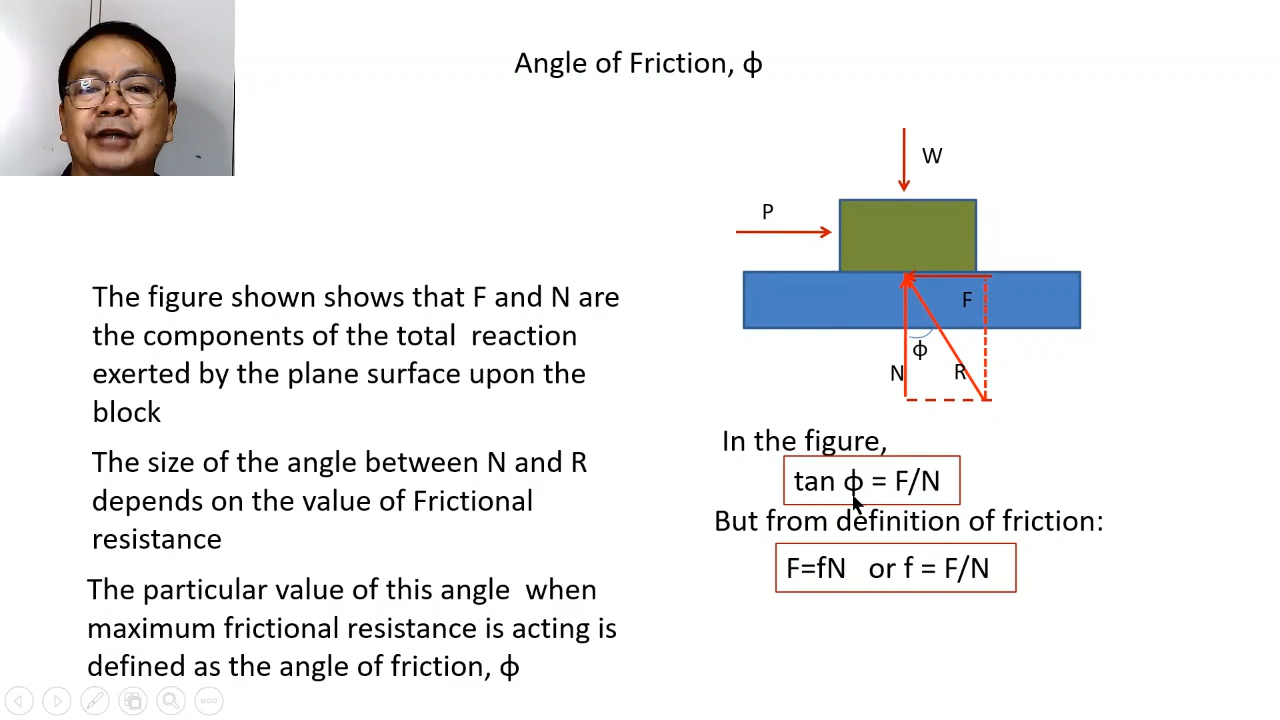 Angle of Friction, ϕ
W
P
F
ϕ
N
R
The figure shown shows that F and N are
the components of the total reaction
exerted by the plane surface upon the
block
The size of the angle between N and R
depends on the value of Frictional
resistance
The particular value of this angle when
maximum frictional resistance is acting is
defined as the angle of friction, ϕ
In the figure,
tan ϕ = F/N
But from definition of friction:
F=fN or f = F/N